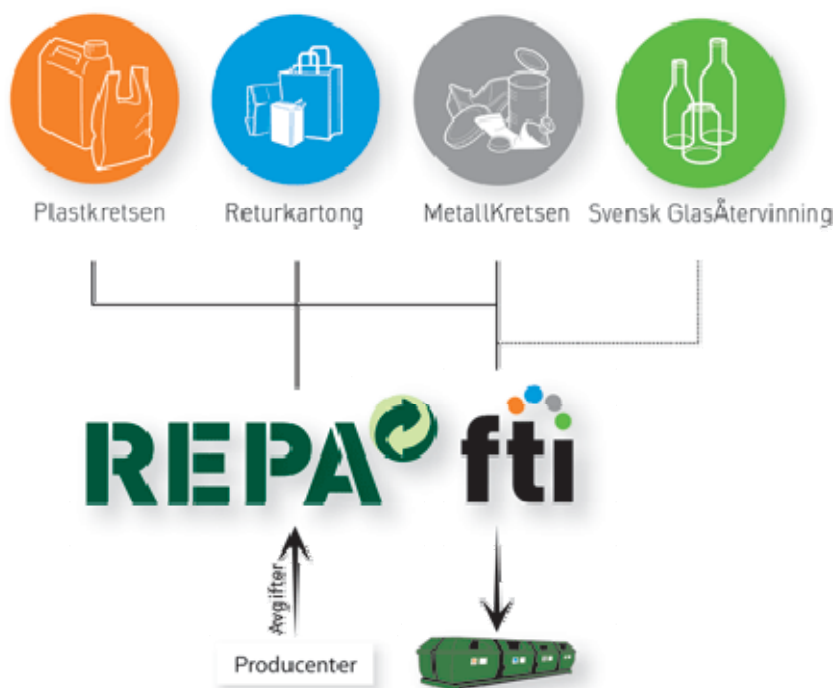 Plastkretsen
Returkartong
MetallKretsen
Svensk GlasÅtervinning
REPA
fti
Avgifter
Producenter